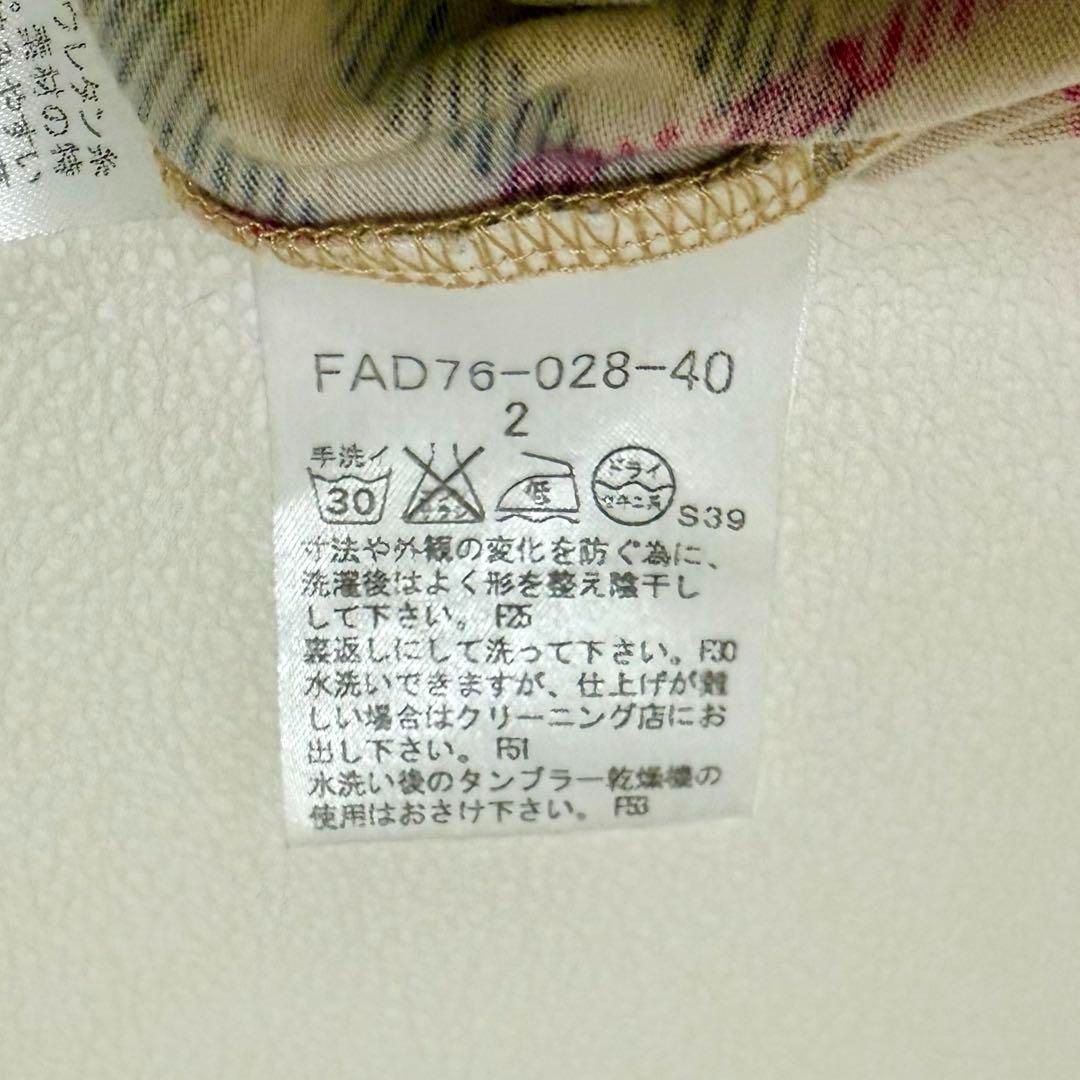 FAD76-028-40
2
手洗イ
30
低
ドライ
S39
寸法や外観の変化を防ぐ為に、
洗濯後はよく形を整え陰干し
して下さい。 F25
裏返しにして洗って下さい。F30
水洗いできますが、仕上げが難
しい場合はクリーニング店にお
出し下さい。 F51
水洗い後のタンブラー乾燥機の
使用はおさけ下さい。 F53